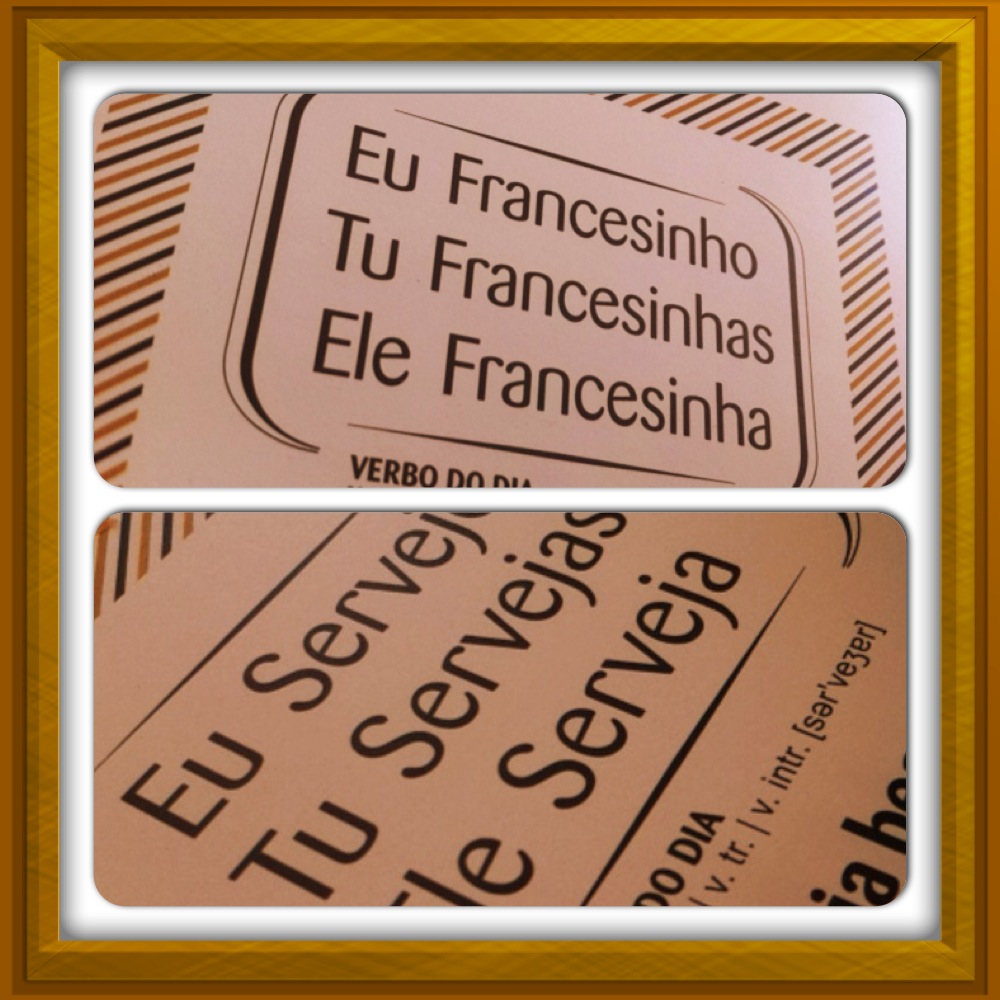 Eu Francesinho
Tu Francesinhas
Ele Francesinha
VERBO DO DIA
Eu Servejo
Tu Servejas
Ele Serveja
DO DIA
| v. tr. | v. intr. [sər'veʒɐr]